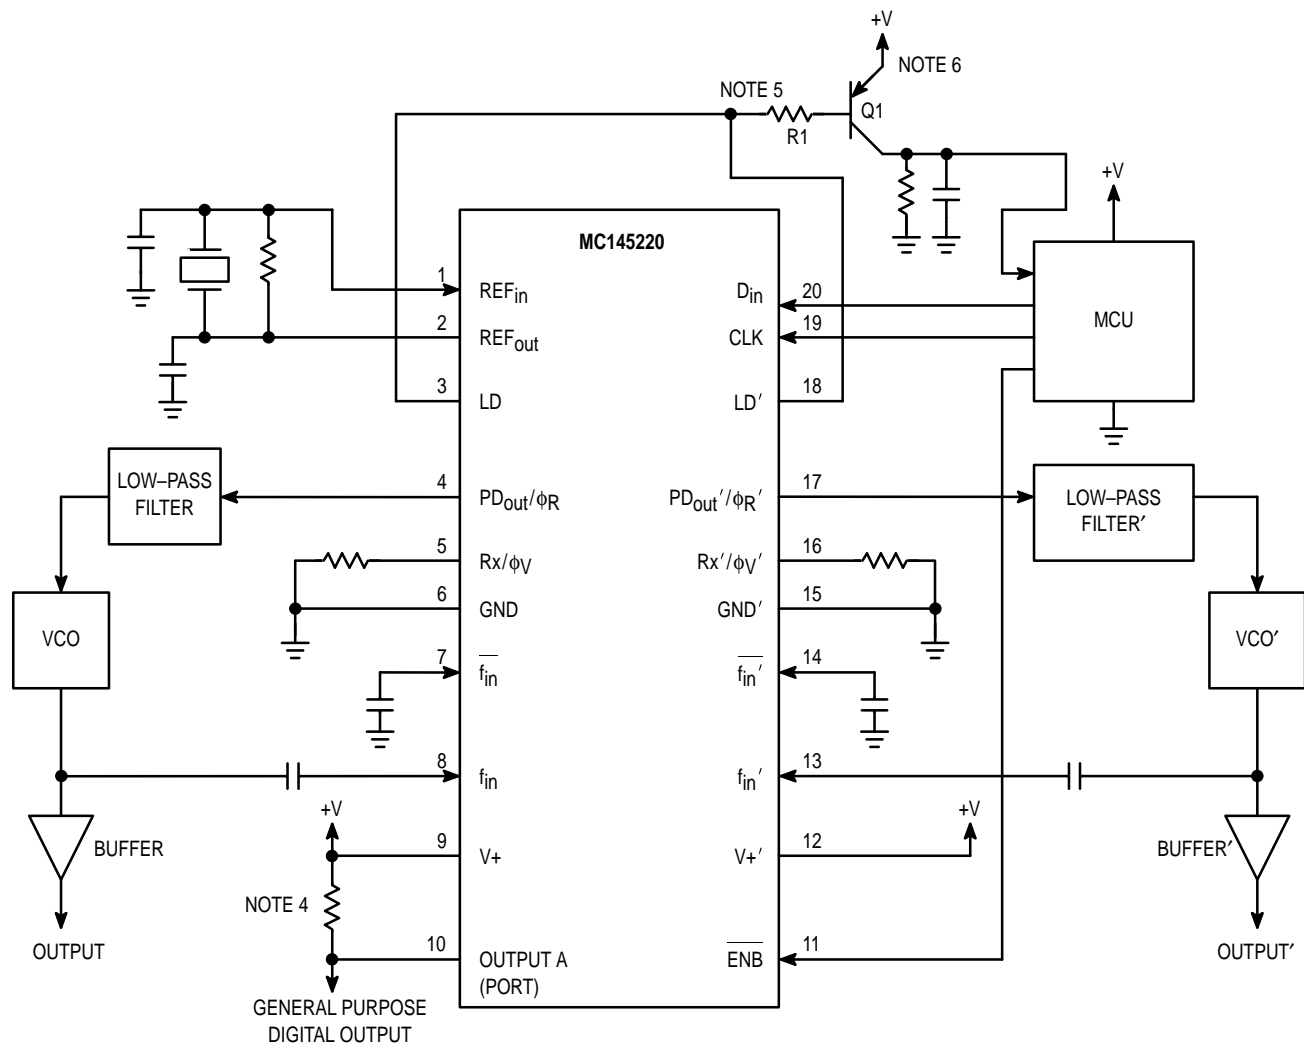 +V
NOTE 6
NOTE 5
Q1
R1
+V
MC145220
1
REFin
Din
20
MCU
2
REFout
CLK
19
3
LD
LD′
18
LOW–PASS
FILTER
4
PDout/ϕR
PDout′/ϕR′
17
LOW–PASS
FILTER′
5
Rx/ϕV
Rx′/ϕV′
16
6
GND
GND′
15
VCO
VCO′
7
fin
fin′
14
8
fin
fin′
13
+V
+V
BUFFER
9
V+
V+′
12
BUFFER′
NOTE 4
OUTPUT
10
OUTPUT A
(PORT)
ENB
11
OUTPUT′
GENERAL PURPOSE
DIGITAL OUTPUT